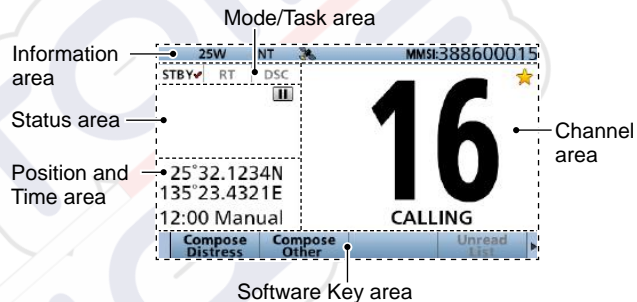 Mode/Task area
Information area
25W NT MMSI:388600015
STBY RT DSC
Status area
16
Channel area
Position and Time area
25°32.1234N
135°23.4321E
12:00 Manual
CALLING
Compose Distress
Compose Other
Unread List
Software Key area